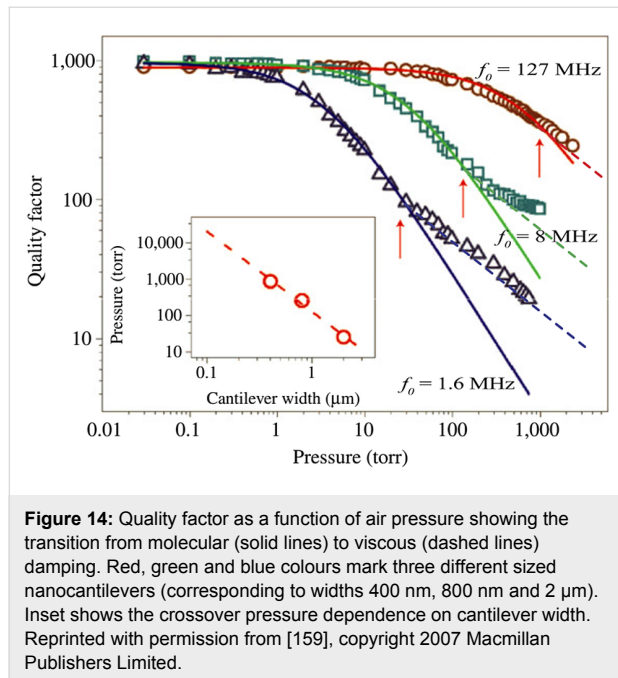 1,000
100
10
Quality factor
fₒ = 127 MHz
fₒ = 8 MHz
fₒ = 1.6 MHz
10,000
1,000
100
10
Pressure (torr)
0.1 1
Cantilever width (μm)
0.01 0.1 1 10 100 1,000
Pressure (torr)
Figure 14: Quality factor as a function of air pressure showing the
transition from molecular (solid lines) to viscous (dashed lines)
damping. Red, green and blue colours mark three different sized
nanocantilevers (corresponding to widths 400 nm, 800 nm and 2 μm).
Inset shows the crossover pressure dependence on cantilever width.
Reprinted with permission from [159], copyright 2007 Macmillan
Publishers Limited.